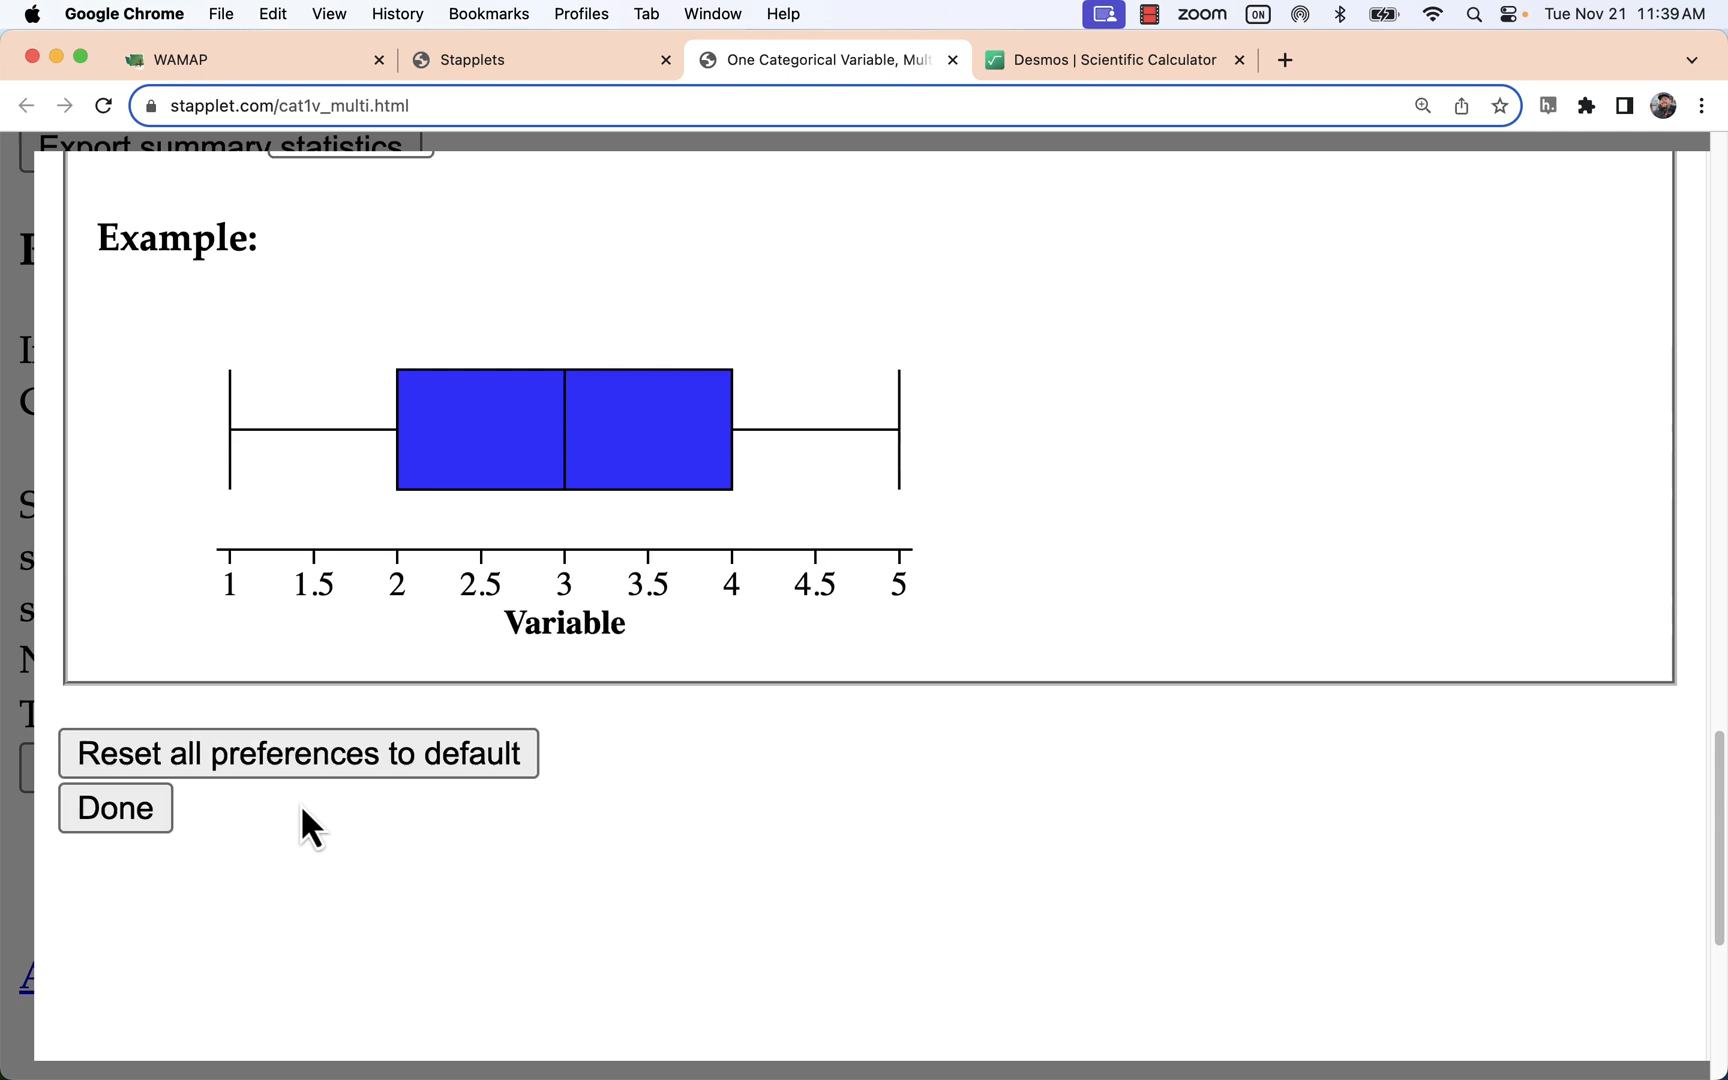 Google Chrome File Edit View History Bookmarks Profiles Tab Window Help zoom ON Tue Nov 21 11:39 AM
WAMAP Stapplets One Categorical Variable, Mul Desmos | Scientific Calculator
stapplet.com/cat1v_multi.html h.
Export summary statistics
Example:
1 1.5 2 2.5 3 3.5 4 4.5 5
Variable
Reset all preferences to default
Done